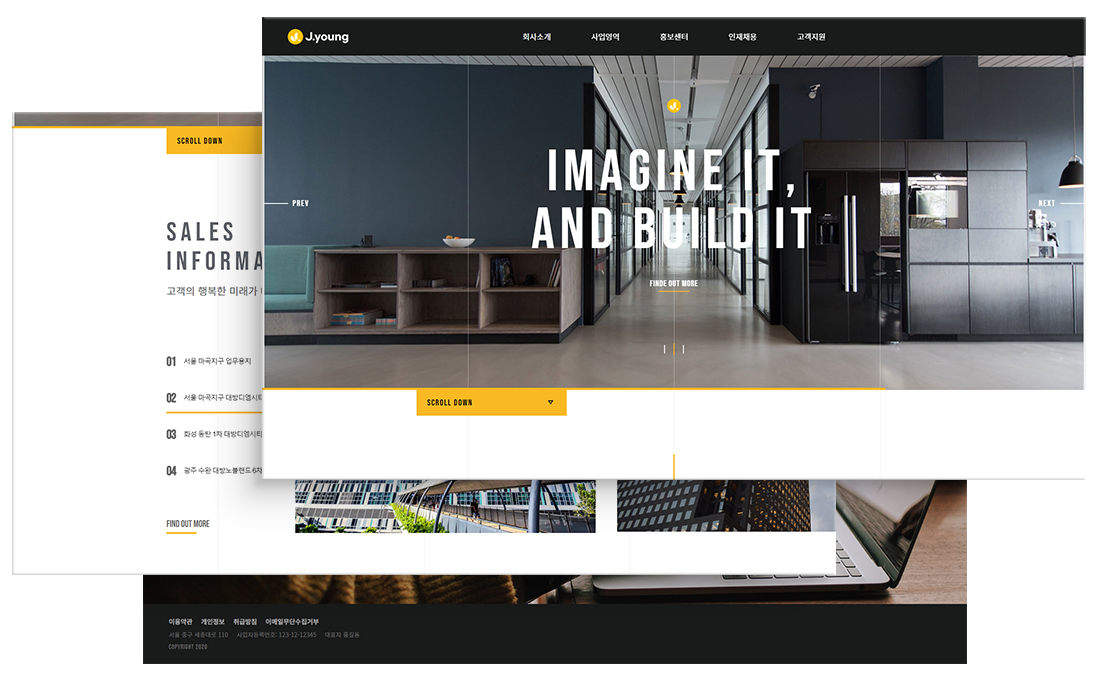 J.young
회사소개 사업영역 홍보센터 인재채용 고객지원
IMAGINE IT,
AND BUILD IT
PREV
NEXT
FINDE OUT MORE
SCROLL DOWN
SCROLL DOWN
SALES
INFORMA
고객의 행복한 미래가
01 서울 마곡지구 업무용지
02 서울 마곡지구 대방디엠시티
03 화성 동탄 1차 대방디엠시티
04 광주 수완 대방노블랜드 6차
FIND OUT MORE
이용약관 개인정보 취급방침 이메일무단수집거부
서울 중구 세종대로 110 사업자등록번호: 123-12-12345 대표자 홍길동
COPYRIGHT 2020